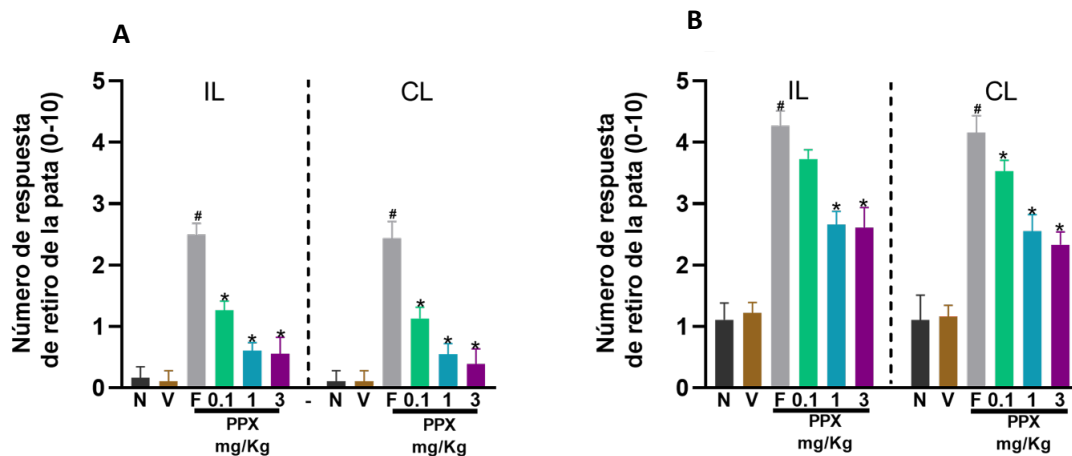 A
Número de respuesta
de retiro de la pata (0-10)
5
4
3
2
1
0
IL
CL
#
*
*
*
#
*
*
*
N V F 0.1 1 3 - N V F 0.1 1 3
PPX
mg/Kg
PPX
mg/Kg
B
Número de respuesta
de retiro de la pata (0-10)
5
4
3
2
1
0
IL
CL
#
*
*
#
*
*
*
N V F 0.1 1 3 N V F 0.1 1 3
PPX
mg/Kg
PPX
mg/Kg